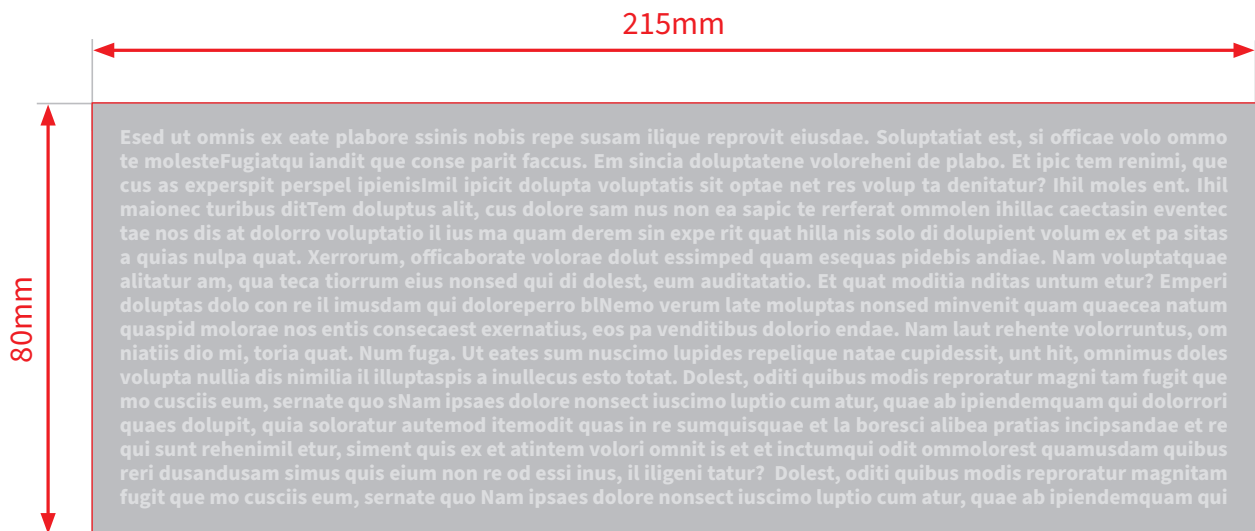 215mm
80mm
Esed ut omnis ex eate plabore ssinis nobis repe susam ilique reprovit eiusdae. Soluptatiat est, si officae volo ommo
te molesteFugiatqu iandit que conse parit faccus. Em sincia doluptatene voloreheni de plabo. Et ipic tem renimi, que
cus as experspit perspel ipienisImil ipicit dolupta voluptatis sit optae net res volup ta denitatur? Ihil moles ent. Ihil
maionec turibus ditTem doluptus alit, cus dolore sam nus non ea sapic te rerferat ommolen ihillac caectasin eventec
tae nos dis at dolorro voluptatio il ius ma quam derem sin expe rit quat hilla nis solo di dolupient volum ex et pa sitas
a quias nulpa quat. Xerrorum, officaborate volorae dolut essimped quam esequas pidebis andiae. Nam voluptatquae
alitatur am, qua teca tiorrum eius nonsed qui di dolest, eum auditatatio. Et quat moditia nditas untum etur? Emperi
doluptas dolo con re il imusdam qui doloreperro blNemo verumquate moluptas nonsed minvenit quam quaecea natum
quaspid molorae nos entis consecaest exernatius, eos pa venditibus dolorio endae. Nam laut rehente volorruntus, om
niatiis dio mi, toria quat. Num fuga. Ut eates sum nuscimo lupides repelique natae cupidessit, unt hit, omnimus doles
volupta nullia dis nimilia il illuptaspis a inullecus esto totat. Dolest, oditi quibus modis reproratur magni tam fugit que
mo cusciis eum, sernate quo sNam ipsaes dolore nonsect iuscimo luptio cum atur, quae ab ipiendemquam qui dolorrori
quaes dolupit, quia soloratur autemod itemodit quas in re sumquisquae et la boresci alibea pratias incipsandae et re
qui sunt rehenimil etur, siment quis ex et atintem volori omnit is et et inctumqui odit ommolorest quamusdam quibus
reri dusandusam simus quis eium non re od essi inus, il iligeni tatur? Dolest, oditi quibus modis reproratur magnitam
fugit que mo cusciis eum, sernate quo Nam ipsaes dolore nonsect iuscimo luptio cum atur, quae ab ipiendemquam qui